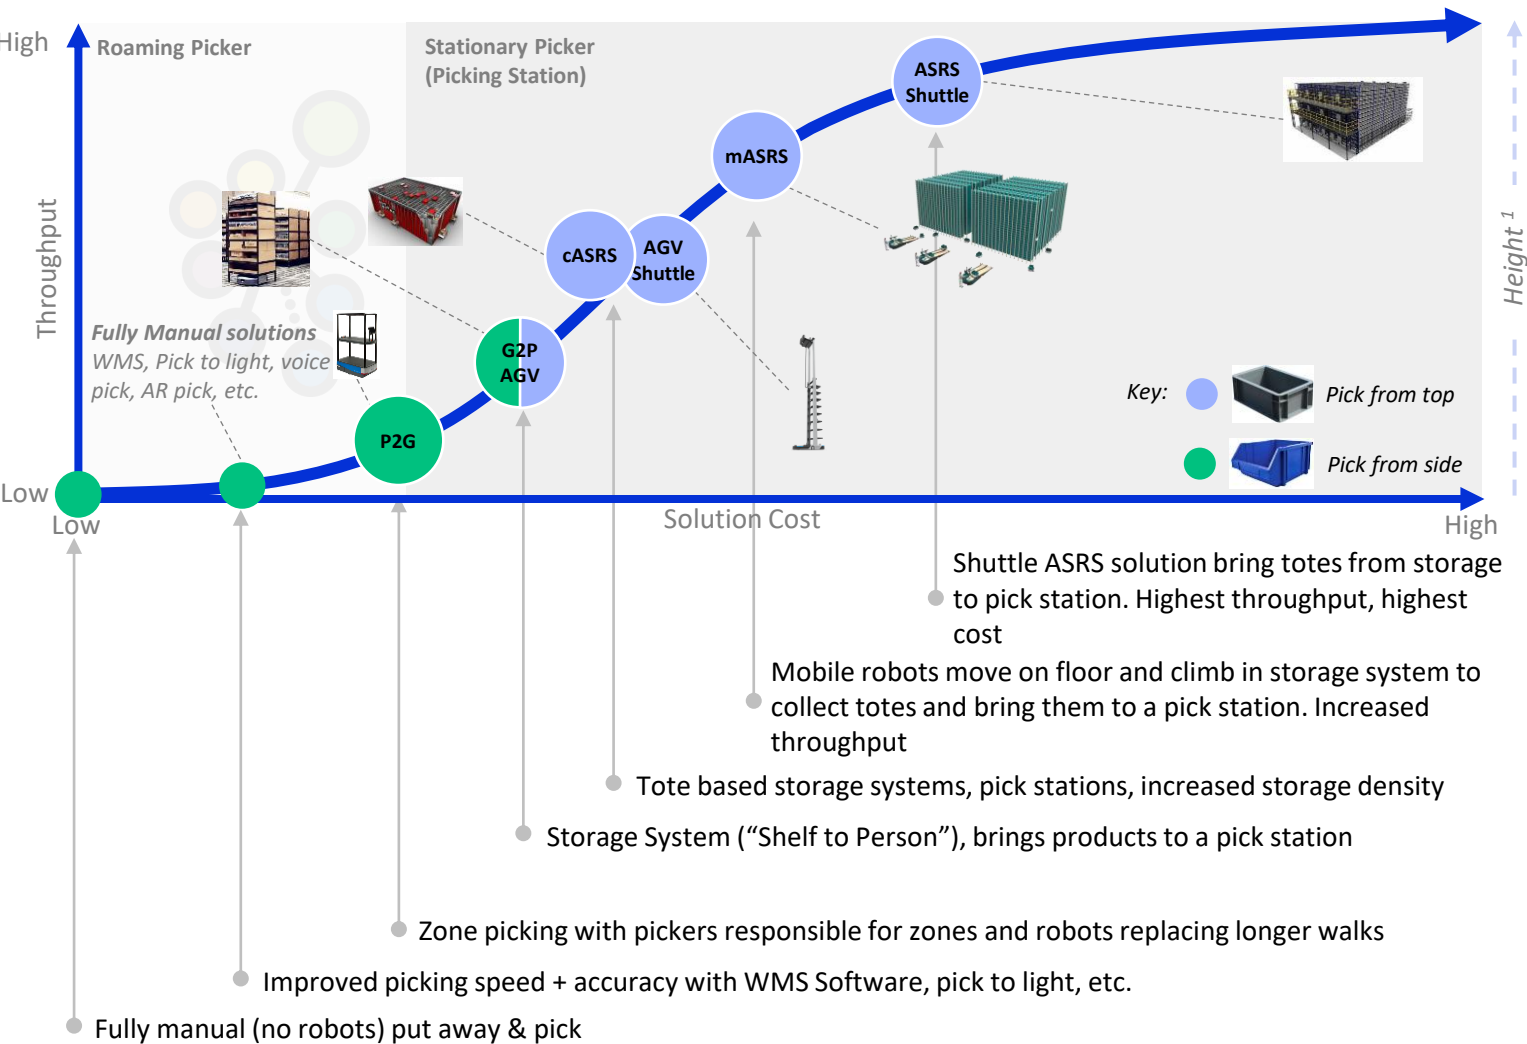 High
Roaming Picker
Stationary Picker
(Picking Station)
ASRS
Shuttle
mASRS
Throughput
Height 1
cASRS
AGV
Shuttle
Fully Manual solutions
WMS, Pick to light, voice
pick, AR pick, etc.
G2P
AGV
P2G
Key:
Pick from top
Pick from side
Low
Low
Solution Cost
High
Shuttle ASRS solution bring totes from storage
to pick station. Highest throughput, highest
cost
Mobile robots move on floor and climb in storage system to
collect totes and bring them to a pick station. Increased
throughput
Tote based storage systems, pick stations, increased storage density
Storage System (“Shelf to Person”), brings products to a pick station
Zone picking with pickers responsible for zones and robots replacing longer walks
Improved picking speed + accuracy with WMS Software, pick to light, etc.
Fully manual (no robots) put away & pick